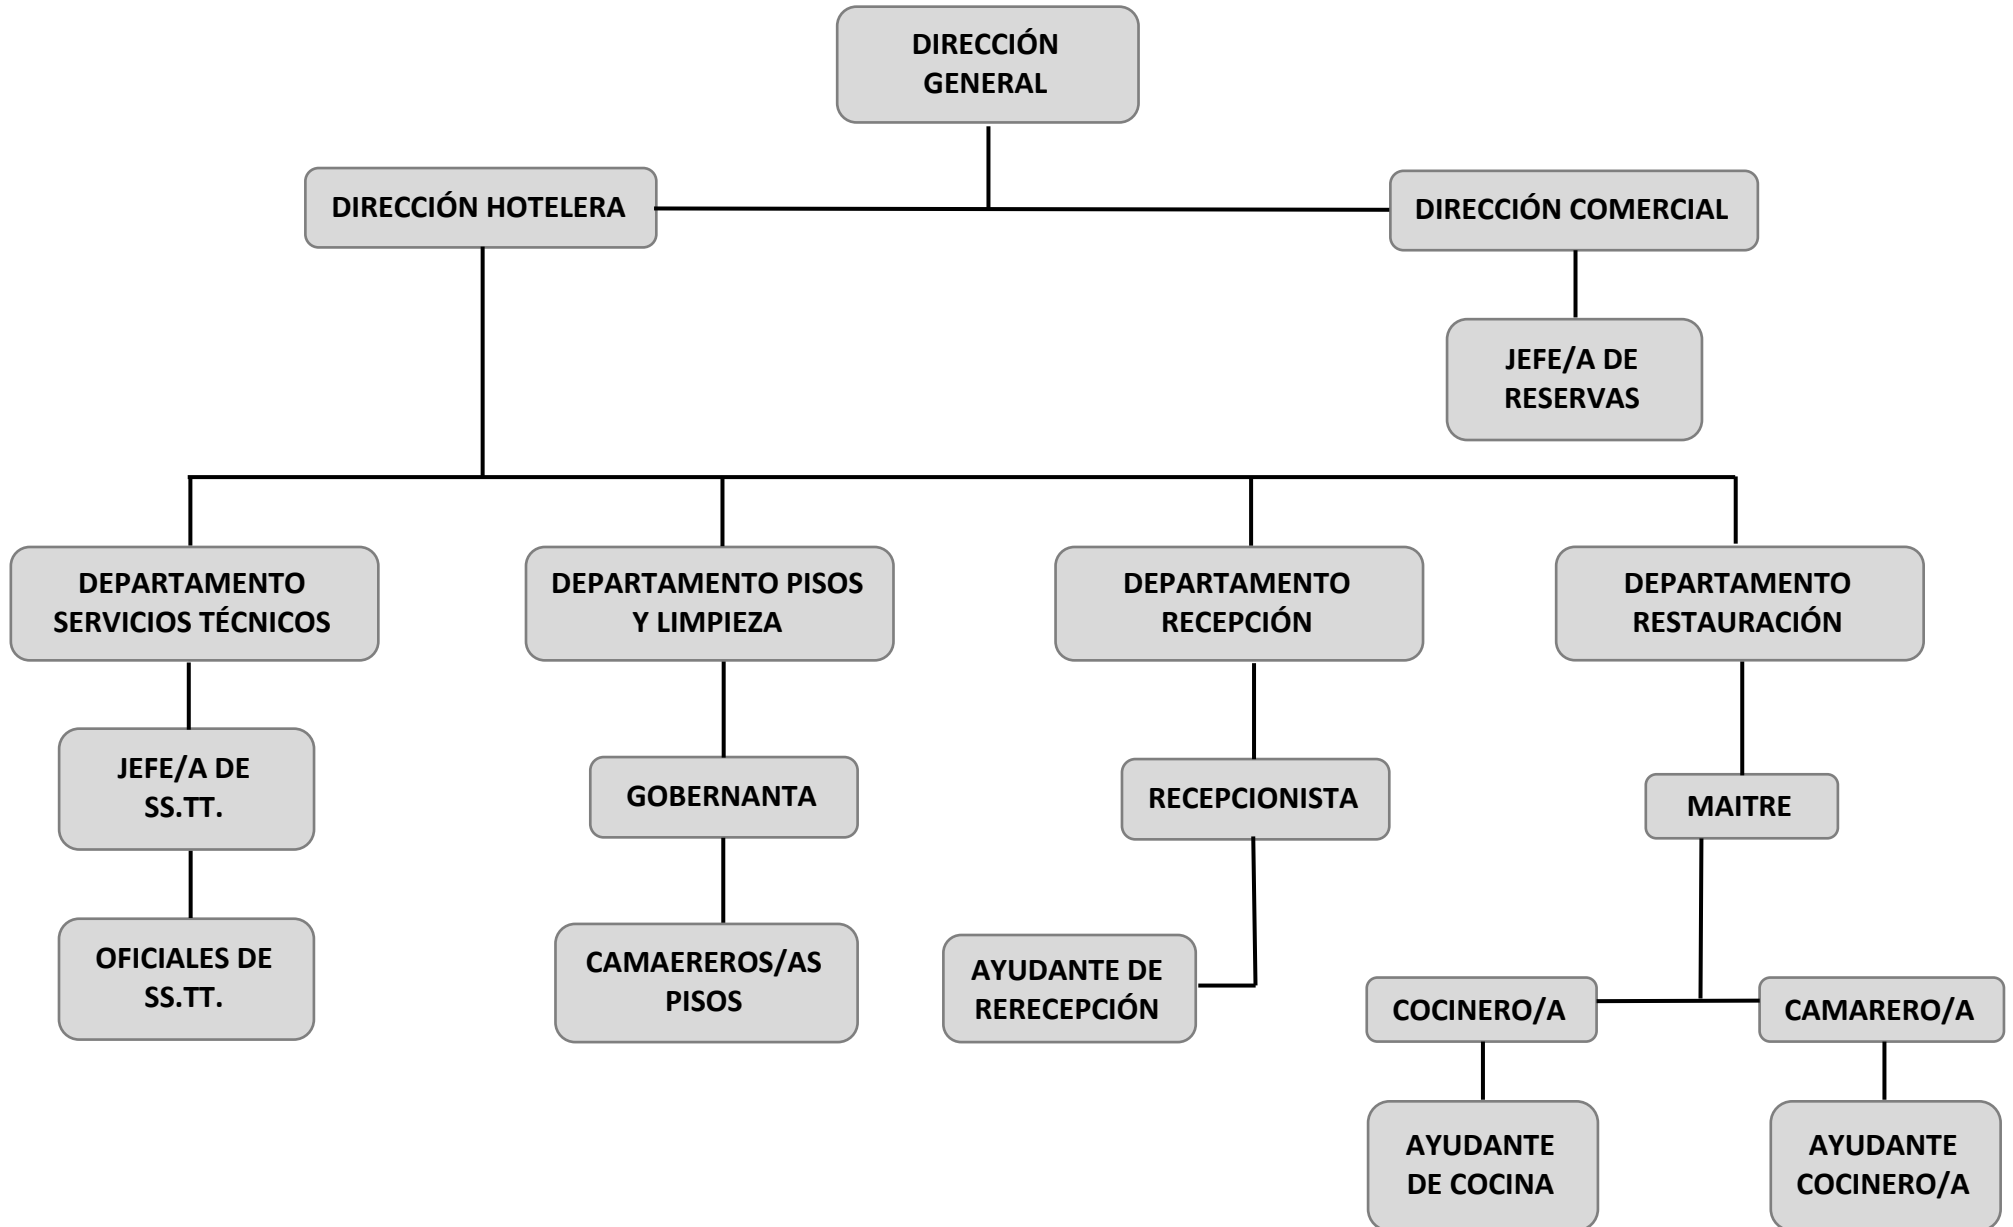 DIRECCIÓN
GENERAL
DIRECCIÓN HOTELERA
DIRECCIÓN COMERCIAL
JEFE/A DE
RESERVAS
DEPARTAMENTO
SERVICIOS TÉCNICOS
DEPARTAMENTO PISOS
Y LIMPIEZA
DEPARTAMENTO
RECEPCIÓN
DEPARTAMENTO
RESTAURACIÓN
JEFE/A DE
SS.TT.
GOBERNANTA
RECEPCIONISTA
MAITRE
OFICIALES DE
SS.TT.
CAMAEREROS/AS
PISOS
AYUDANTE DE
RERECEPCIÓN
COCINERO/A
CAMARERO/A
AYUDANTE
DE COCINA
AYUDANTE
COCINERO/A